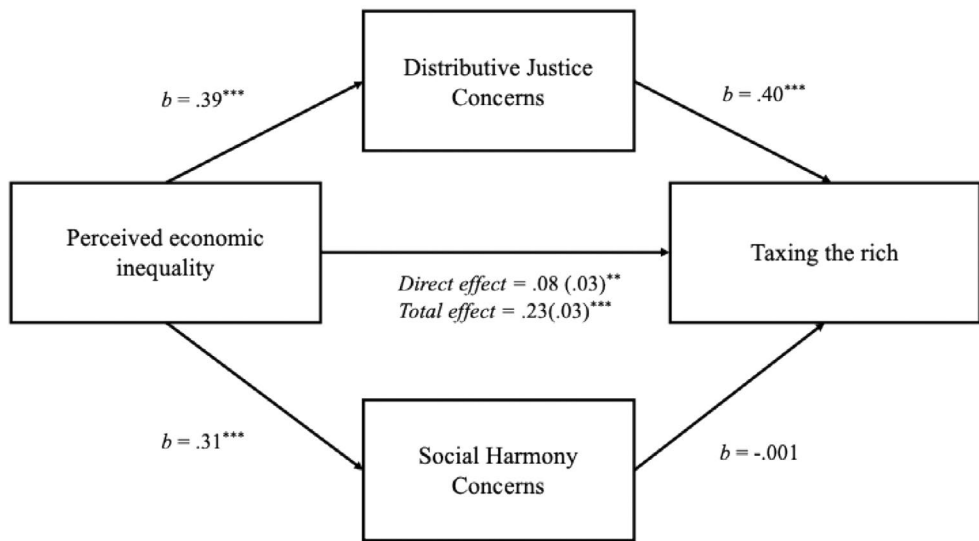 Distributive Justice
Concerns
b = .39***
b = .40***
Perceived economic
inequality
Taxing the rich
Direct effect = .08 (.03)**
Total effect = .23(.03)***
b = .31***
Social Harmony
Concerns
b = -.001